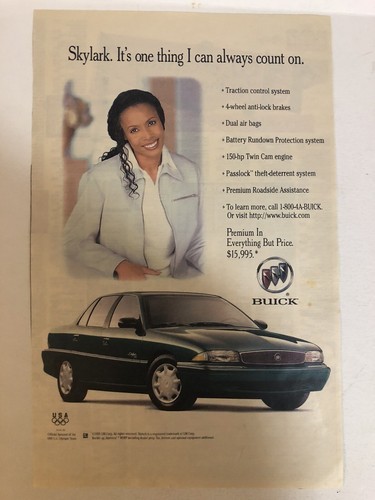 Skylark. It's one thing I can always count on.
• Traction control system
• 4-wheel anti-lock brakes
• Dual air bags
• Battery Rundown Protection system
• 150-hp Twin Cam engine
• Passlock™ theft-deterrent system
• Premium Roadside Assistance
• To learn more, call 1-800-4A-BUICK.
Or visit http://www.buick.com
Premium In
Everything But Price.
$15,995.*
BUICK
USA